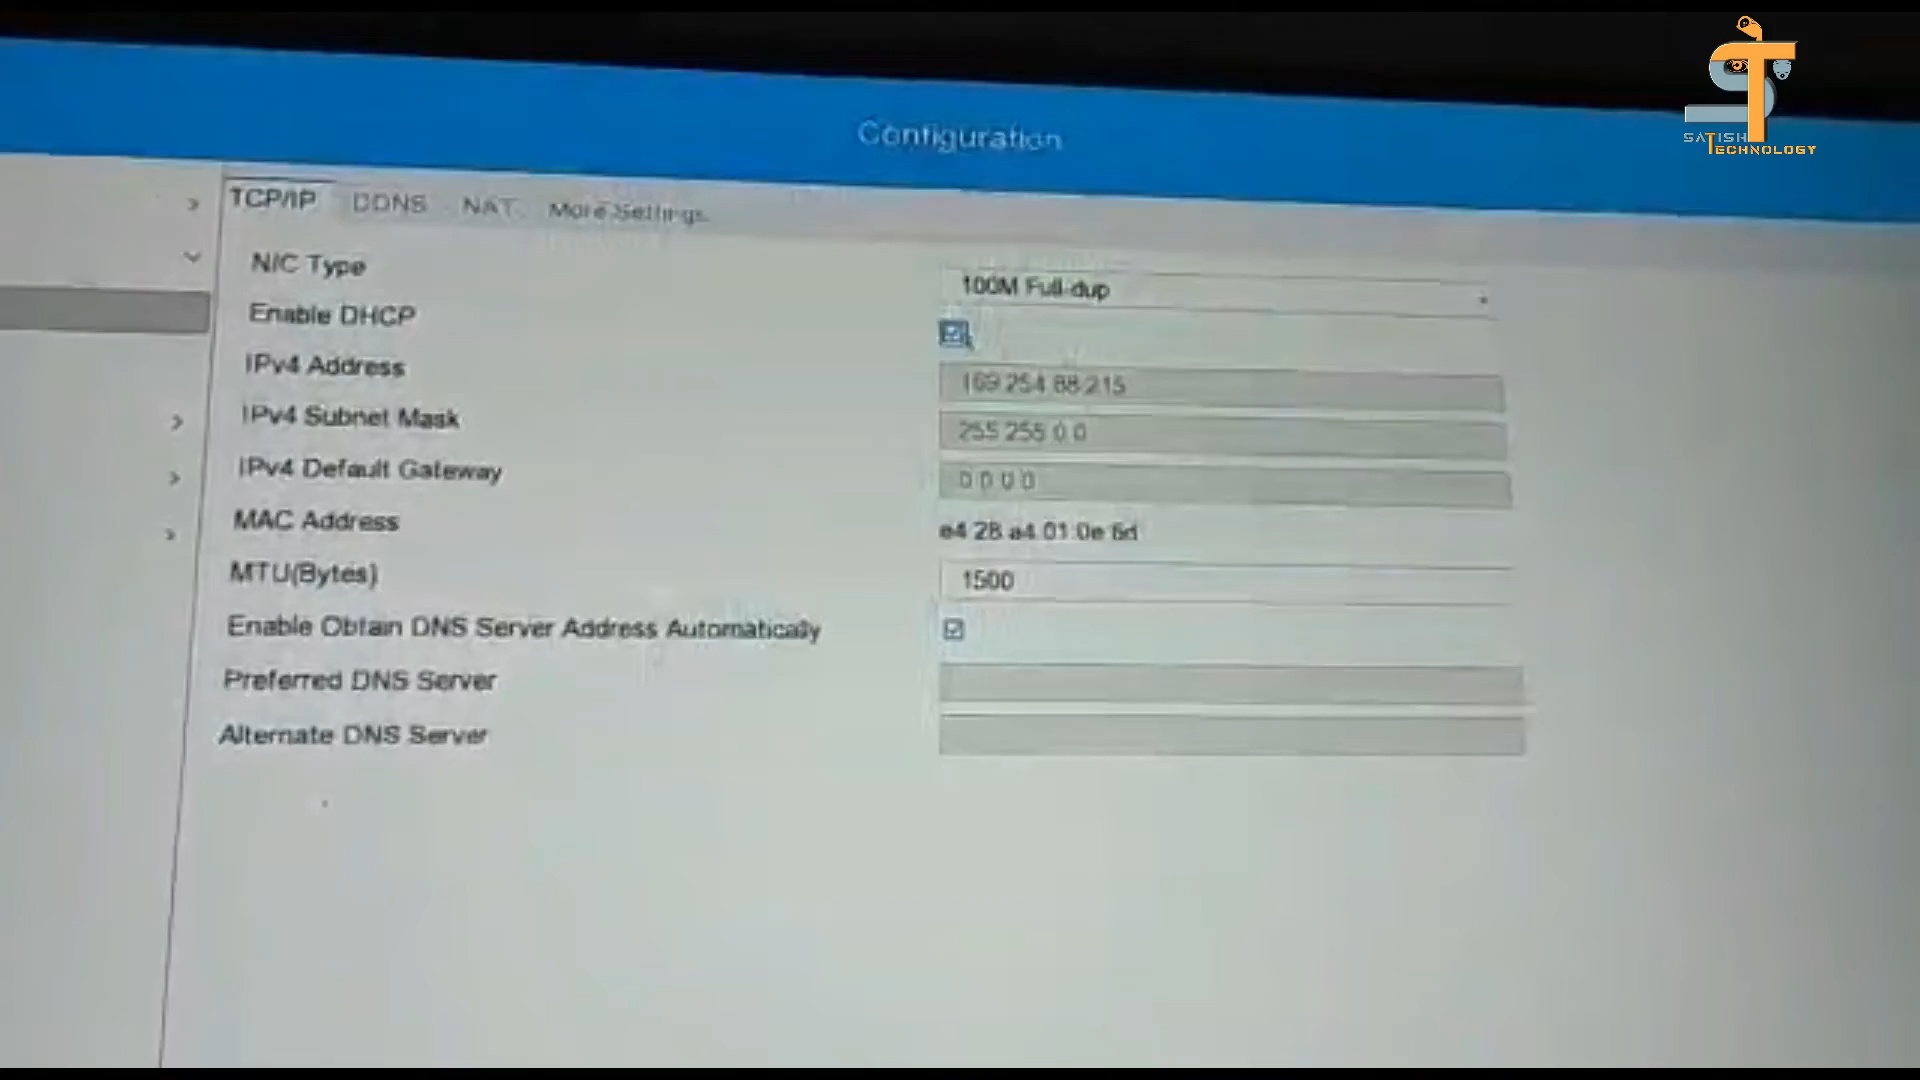 SATISH
TECHNOLOGY
Configuration
TCP/IP DDNS NAT More Settings
NIC Type 100M Full-dup
Enable DHCP
IPv4 Address 169.254.88.215
IPv4 Subnet Mask 255.255.0.0
IPv4 Default Gateway 0.0.0.0
MAC Address e4:28:a4:01:0e:6d
MTU(Bytes) 1500
Enable Obtain DNS Server Address Automatically
Preferred DNS Server
Alternate DNS Server